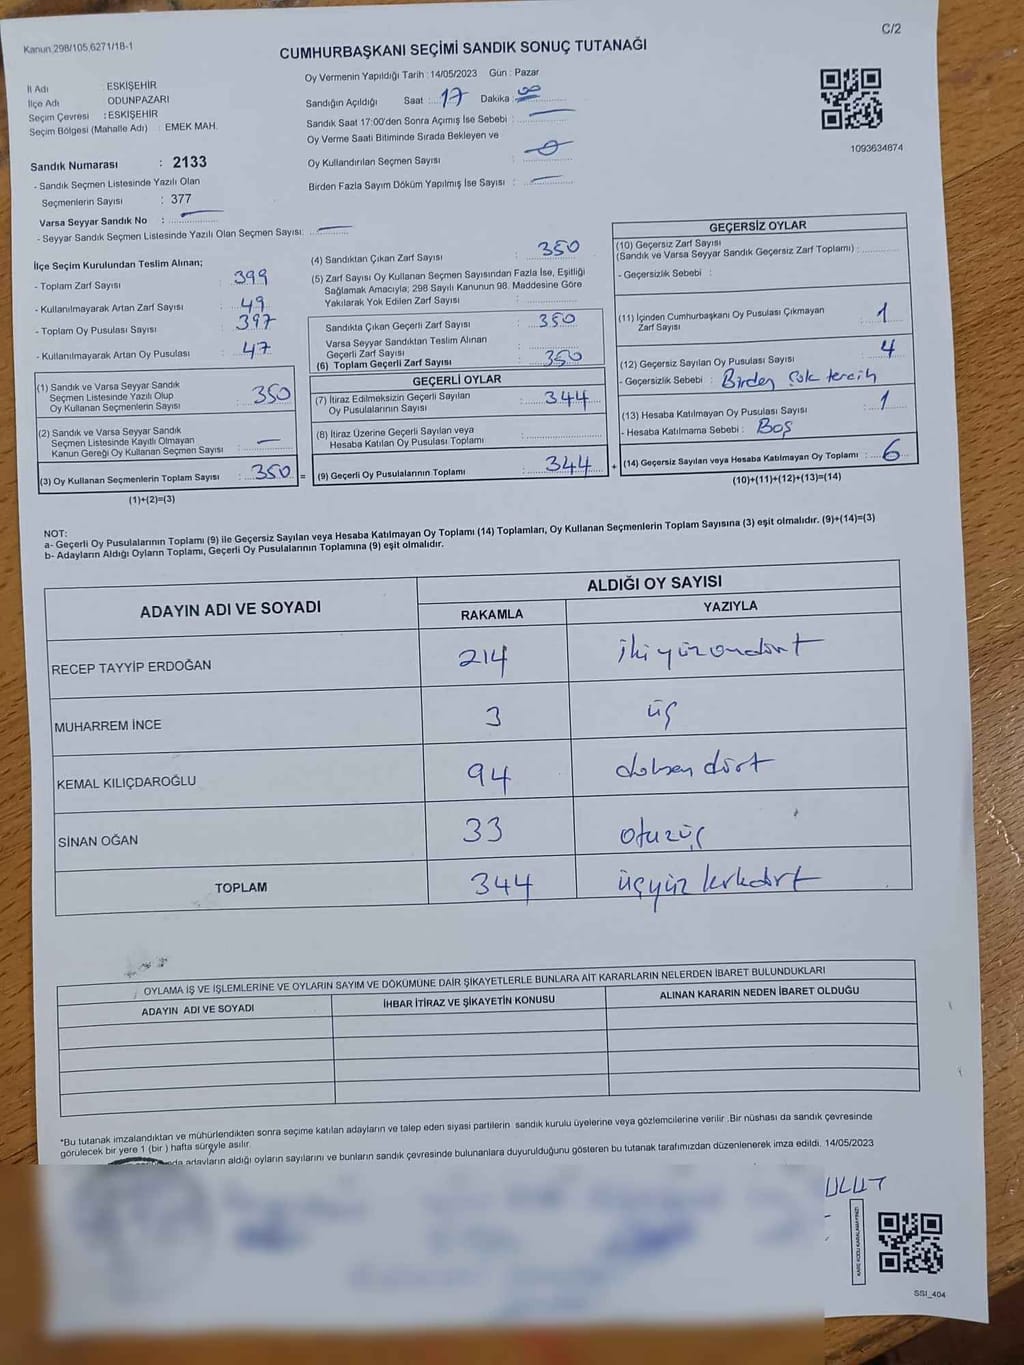 Kanun 298/105,6271/18-1
C/2
CUMHURBAŞKANI SEÇİMİ SANDIK SONUÇ TUTANAĞI
İl Adı : ESKİŞEHİR
İlçe Adı ODUNPAZARI
Seçim Çevresi : ESKİŞEHİR
Seçim Bölgesi (Mahalle Adı) : EMEK MAH.
Sandık Numarası : 2133
- Sandık Seçmen Listesinde Yazılı Olan
Seçmenlerin Sayısı : 377
Varsa Seyyar Sandık No : —
- Seyyar Sandık Seçmen Listesinde Yazılı Olan Seçmen Sayısı: —
Oy Vermenin Yapıldığı Tarih : 14/05/2023 Gün : Pazar
Sandığın Açıldığı Saat : 17 Dakika : 00
Sandık Saat 17:00'den Sonra Açmış İse Sebebi : —
Oy Verme Saati Bitiminde Sırada Bekleyen ve
Oy Kullandırılan Seçmen Sayısı :
Birden Fazla Sayım Döküm Yapılmış İse Sayısı : —
1093634874
İlçe Seçim Kurulundan Teslim Alınan;
- Toplam Zarf Sayısı : 399
- Kullanılmayarak Artan Zarf Sayısı : 49
- Toplam Oy Pusulası Sayısı : 397
- Kullanılmayarak Artan Oy Pusulası : 47
(1) Sandık ve Varsa Seyyar Sandık
Seçmen Listesinde Yazılı Olup
Oy Kullanan Seçmenlerin Sayısı : 350
(2) Sandık ve Varsa Seyyar Sandık
Seçmen Listesinde Kayıtlı Olmayan
Kanun Gereği Oy Kullanan Seçmen Sayısı : —
(3) Oy Kullanan Seçmenlerin Toplam Sayısı : 350 =
(1)+(2)=(3)
(4) Sandıktan Çıkan Zarf Sayısı : 350
(5) Zarf Sayısı Oy Kullanan Seçmen Sayısından Fazla İse, Eşitliği
Sağlamak Amacıyla; 298 Sayılı Kanunun 98. Maddesine Göre
Yakılarak Yok Edilen Zarf Sayısı :
Sandıkta Çıkan Geçerli Zarf Sayısı : 350
Varsa Seyyar Sandıktan Teslim Alınan
Geçerli Zarf Sayısı :
(6) Toplam Geçerli Zarf Sayısı : 350
GEÇERLİ OYLAR
(7) İtiraz Edilmeksizin Geçerli Sayılan
Oy Pusulalarının Sayısı : 344
(8) İtiraz Üzerine Geçerli Sayılan veya
Hesaba Katılan Oy Pusulası Toplamı :
(9) Geçerli Oy Pusulalarının Toplamı : 344 +
GEÇERSİZ OYLAR
(10) Geçersiz Zarf Sayısı
(Sandık ve Varsa Seyyar Sandık Geçersiz Zarf Toplamı) :
- Geçersizlik Sebebi :
(11) İçinden Cumhurbaşkanı Oy Pusulası Çıkmayan
Zarf Sayısı : 1
(12) Geçersiz Sayılan Oy Pusulası Sayısı : 4
- Geçersizlik Sebebi : Birden çok tercih
(13) Hesaba Katılmayan Oy Pusulası Sayısı : 1
- Hesaba Katılmama Sebebi : Boş
(14) Geçersiz Sayılan veya Hesaba Katılmayan Oy Toplamı : 6
(10)+(11)+(12)+(13)=(14)
NOT:
a- Geçerli Oy Pusulalarının Toplamı (9) ile Geçersiz Sayılan veya Hesaba Katılmayan Oy Toplamı (14) Toplamları, Oy Kullanan Seçmenlerin Toplam Sayısına (3) eşit olmalıdır. (9)+(14)=(3)
b- Adayların Aldığı Oyların Toplamı, Geçerli Oy Pusulalarının Toplamına (9) eşit olmalıdır.
ADAYIN ADI VE SOYADI ALDIĞI OY SAYISI
RAKAMLA YAZIYLA
RECEP TAYYİP ERDOĞAN 214 ikiyüzondört
MUHARREM İNCE 3 üç
KEMAL KILIÇDAROĞLU 94 doksan dört
SİNAN OĞAN 33 otuzüç
TOPLAM 344 üçyüz kırkdört
OYLAMA İŞ VE İŞLEMLERİNE VE OYLARIN SAYIM VE DÖKÜMÜNE DAİR ŞİKAYETLERLE BUNLARA AİT KARARLARIN NELERDEN İBARET BULUNDUKLARI
ADAYIN ADI VE SOYADI İHBAR İTİRAZ VE ŞİKAYETİN KONUSU ALINAN KARARIN NEDEN İBARET OLDUĞU
*Bu tutanak imzalandıktan ve mühürlendikten sonra seçime katılan adayların ve talep eden siyasi partilerin sandık kurulu üyelerine veya gözlemcilerine verilir .Bir nüshası da sandık çevresinde
görülecek bir yere 1 (bir ) hafta süreyle asılır.
adayların aldığı oyların sayılarını ve bunların sandık çevresinde bulunanlara duyurulduğunu gösteren bu tutanak tarafımızdan düzenlenerek imza edildi. 14/05/2023
SSI_404